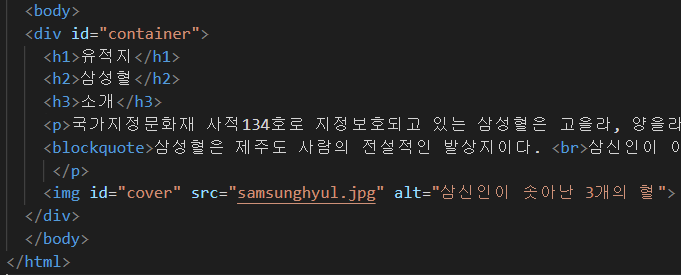 <body>
<div id="container">
<h1>유적지</h1>
<h2>삼성혈</h2>
<h3>소개</h3>
<p>국가지정문화재 사적134호로 지정보호되고 있는 삼성혈은 고을라, 양을라
<blockquote>삼성혈은 제주도 사람의 전설적인 발상지이다. <br>삼신인이 이
</p>
<img id="cover" src="samsunghyul.jpg" alt="삼신인이 솟아난 3개의 혈">
</div>
</body>
</html>